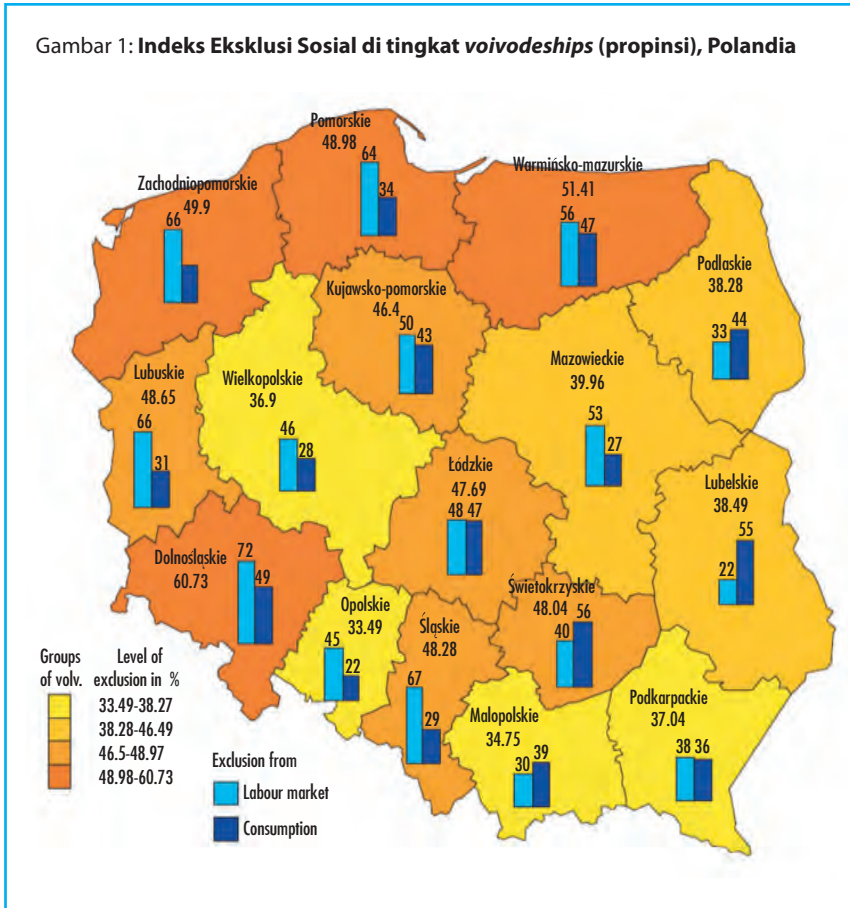 Gambar 1: Indeks Eksklusi Sosial di tingkat voivodeships (propinsi), Polandia
Pomorskie
48.98
64
34
Warmińsko-mazurskie
51.41
56
47
Zachodniopomorskie
49.9
66
Podlaskie
38.28
33
44
Kujawsko-pomorskie
46.4
50
43
Mazowieckie
39.96
53
27
Lubuskie
48.65
66
31
Wielkopolskie
36.9
46
28
Łódzkie
47.69
48
47
Lubelskie
38.49
22
55
Dolnośląskie
60.73
72
49
Opolskie
33.49
45
22
Śląskie
48.28
67
29
Świetokrzyskie
48.04
40
56
Malopolskie
34.75
30
39
Podkarpackie
37.04
38
36
Groups
of volv.
Level of
exclusion in %
33.49-38.27
38.28-46.49
46.5-48.97
48.98-60.73
Exclusion from
Labour market
Consumption